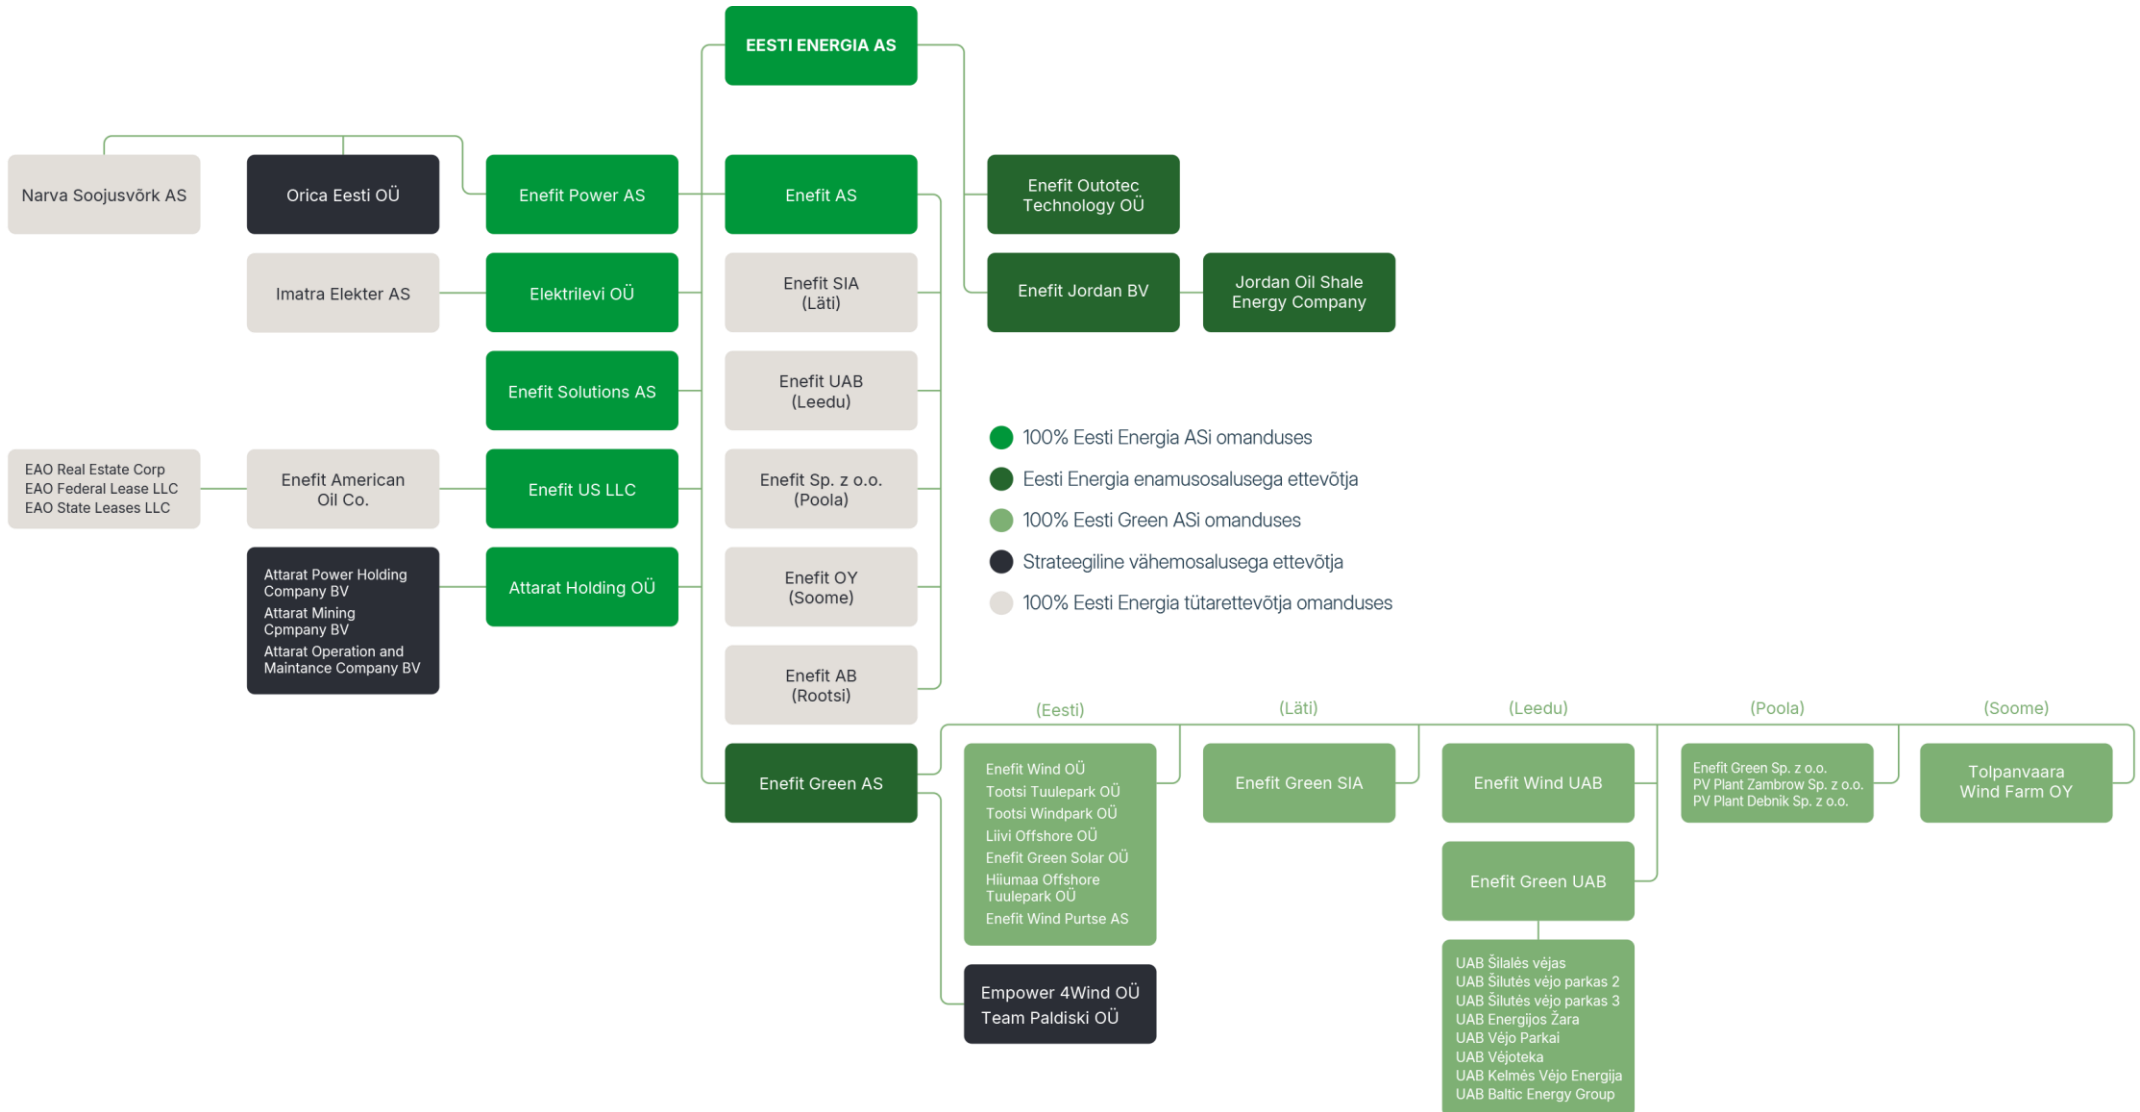 EESTI ENERGIA AS
Narva Soojusvõrk AS
Orica Eesti OÜ
Enefit Power AS
Enefit AS
Enefit Outotec
Technology OÜ
Imatra Elekter AS
Elektrilevi OÜ
Enefit SIA
(Läti)
Enefit Jordan BV
Jordan Oil Shale
Energy Company
Enefit Solutions AS
Enefit UAB
(Leedu)
EAO Real Estate Corp
EAO Federal Lease LLC
EAO State Leases LLC
Enefit American
Oil Co.
Enefit US LLC
Enefit Sp. z o.o.
(Poola)
100% Eesti Energia ASi omanduses
Eesti Energia enamusosalusega ettevõtja
100% Eesti Green ASi omanduses
Strateegiline vähemosalusega ettevõtja
100% Eesti Energia tütarettevõtja omanduses
Attarat Power Holding
Company BV
Attarat Mining
Cpmpany BV
Attarat Operation and
Maintance Company BV
Attarat Holding OÜ
Enefit OY
(Soome)
Enefit AB
(Rootsi)
Enefit Green AS
(Eesti)
Enefit Wind OÜ
Tootsi Tuulepark OÜ
Tootsi Windpark OÜ
Liivi Offshore OÜ
Enefit Green Solar OÜ
Hiiumaa Offshore
Tuulepark OÜ
Enefit Wind Purtse AS
Empower 4Wind OÜ
Team Paldiski OÜ
(Läti)
Enefit Green SIA
(Leedu)
Enefit Wind UAB
Enefit Green UAB
UAB Šilalės vėjas
UAB Šilutės vėjo parkas 2
UAB Šilutės vėjo parkas 3
UAB Energijos Žara
UAB Vėjo Parkai
UAB Vėjoteka
UAB Kelmės Vėjo Energija
UAB Baltic Energy Group
(Poola)
Enefit Green Sp. z o.o.
PV Plant Zambrow Sp. z o.o.
PV Plant Debnik Sp. z o.o.
(Soome)
Tolpanvaara
Wind Farm OY